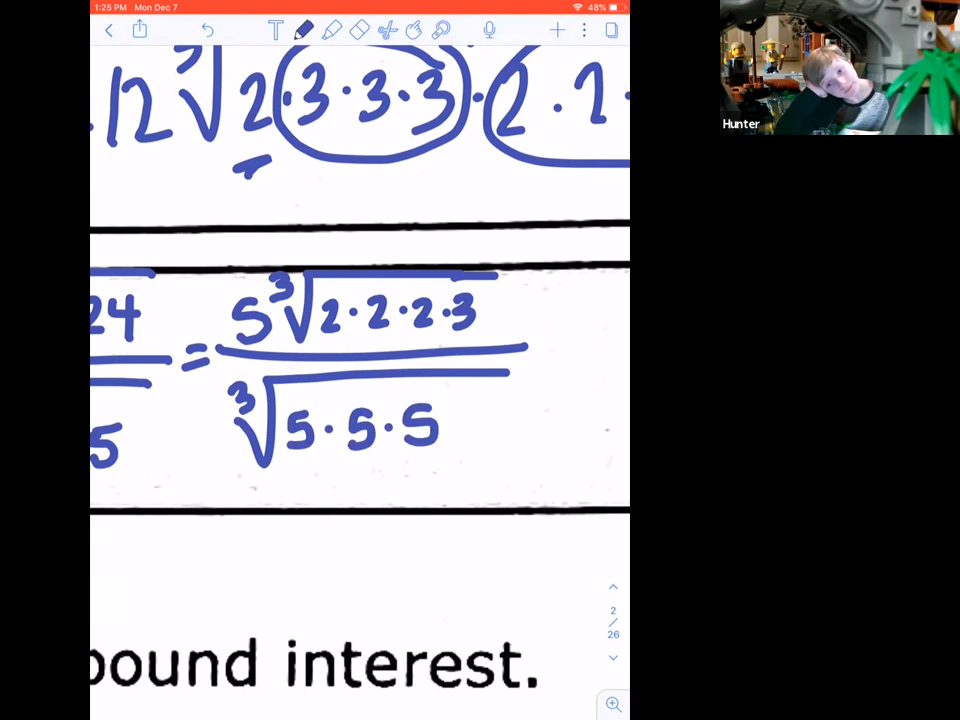 1:25 PM Mon Dec 7 48%
T
Hunter
.12 ∛2·3·3·3·2·2·
24 = 5∛2·2·2·3
5 ∛5·5·5
2
/
26
bound interest.